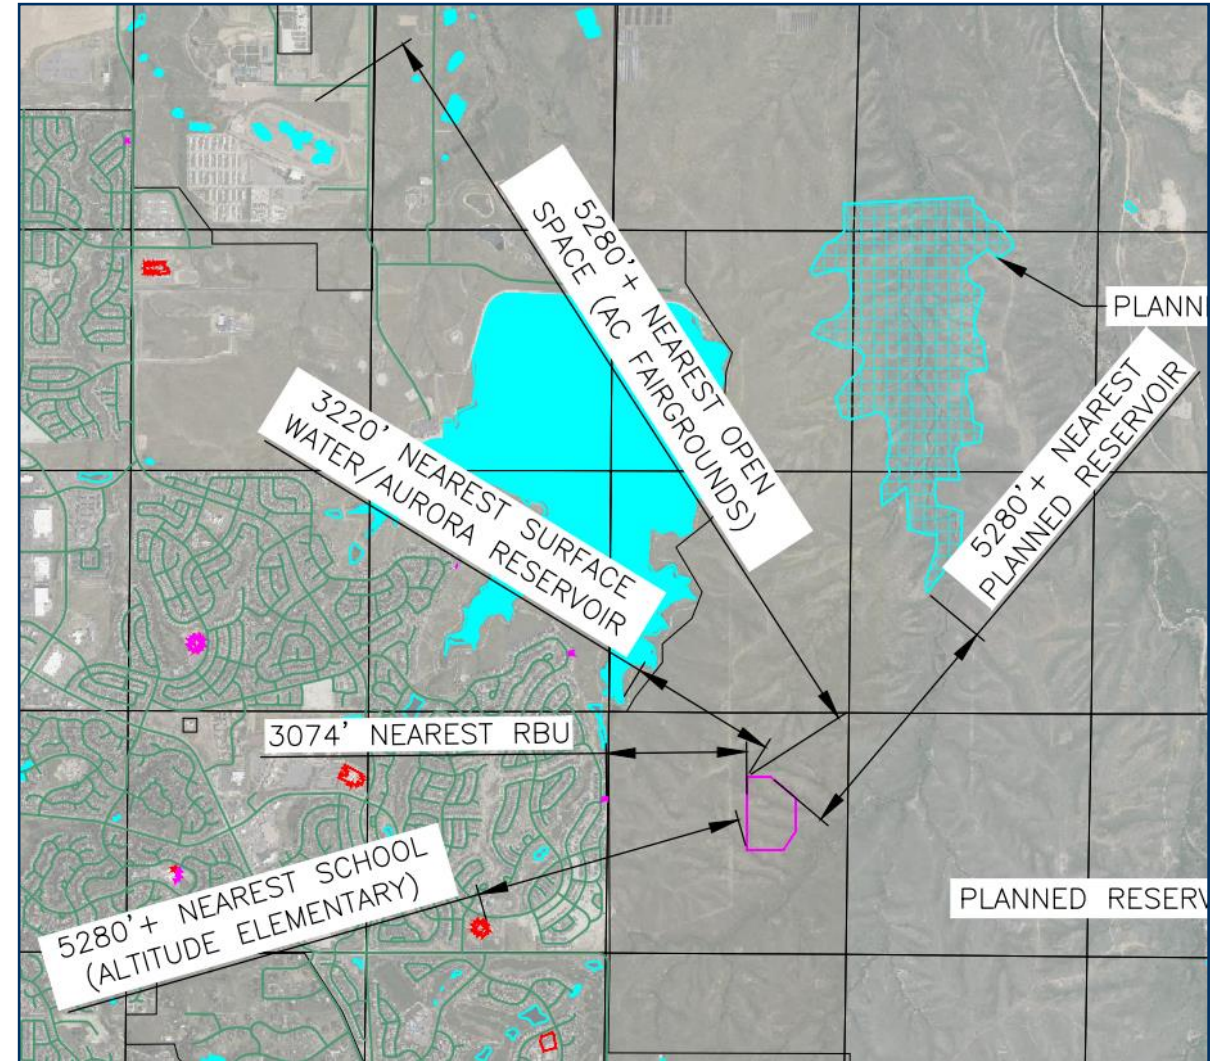 5280'+ NEAREST OPEN
SPACE (AC FAIRGROUNDS)
PLANN
3220' NEAREST SURFACE
WATER/AURORA RESERVOIR
5280'+ NEAREST
PLANNED RESERVOIR
3074' NEAREST RBU
5280'+ NEAREST SCHOOL
(ALTITUDE ELEMENTARY)
PLANNED RESERV